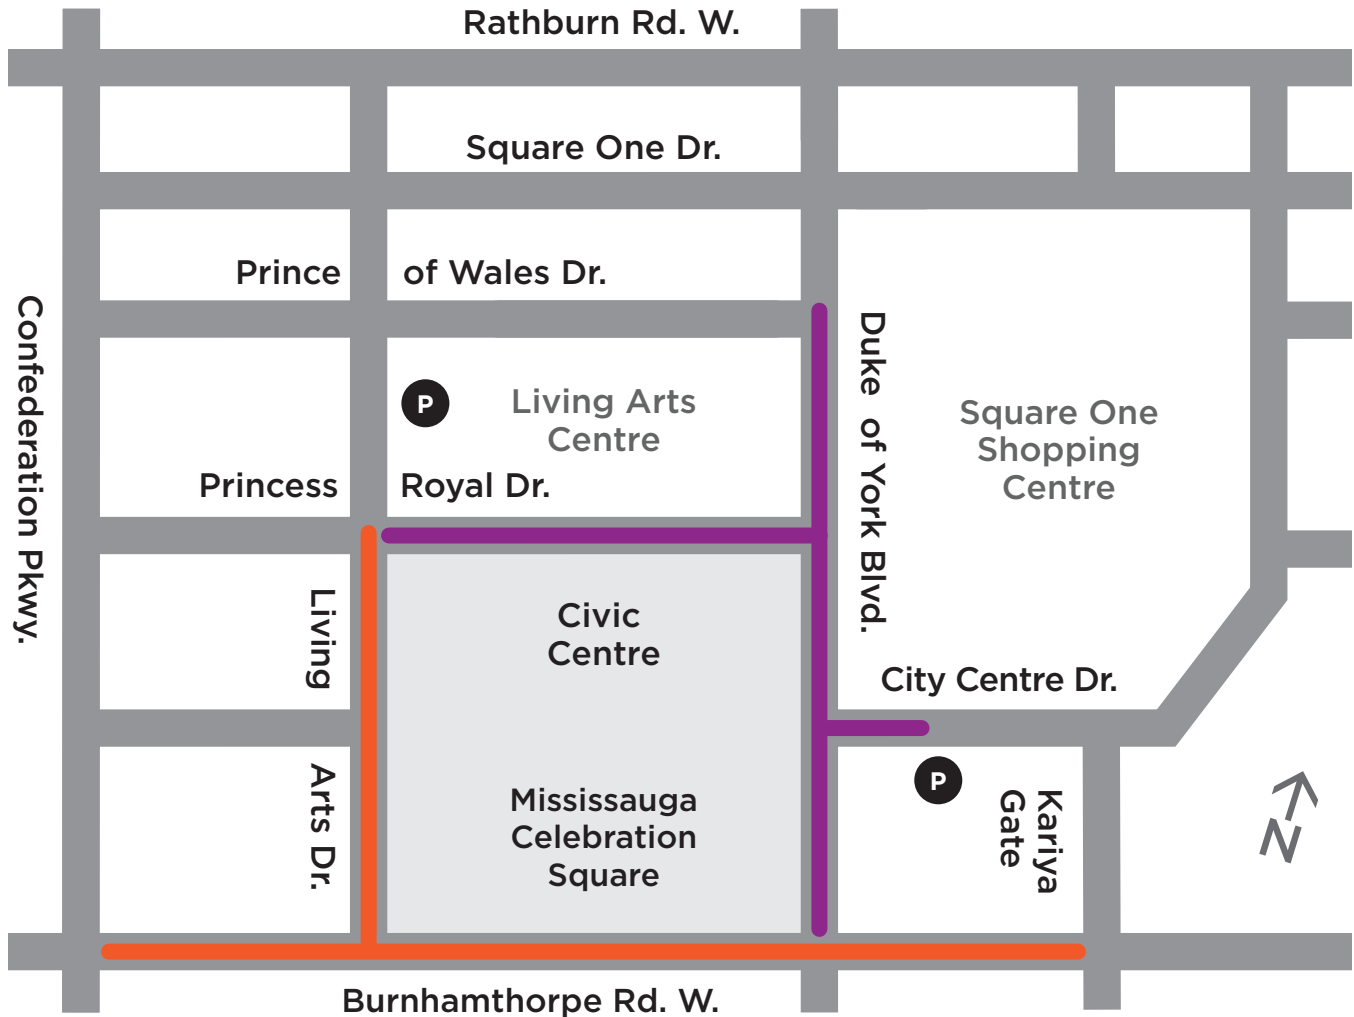 Rathburn Rd. W.
Square One Dr.
Prince of Wales Dr.
Confederation Pkwy.
Duke of York Blvd.
P
Living Arts
Centre
Square One
Shopping
Centre
Princess Royal Dr.
Living Arts Dr.
Civic
Centre
City Centre Dr.
Mississauga
Celebration
Square
P
Kariya
Gate
N
Burnhamthorpe Rd. W.